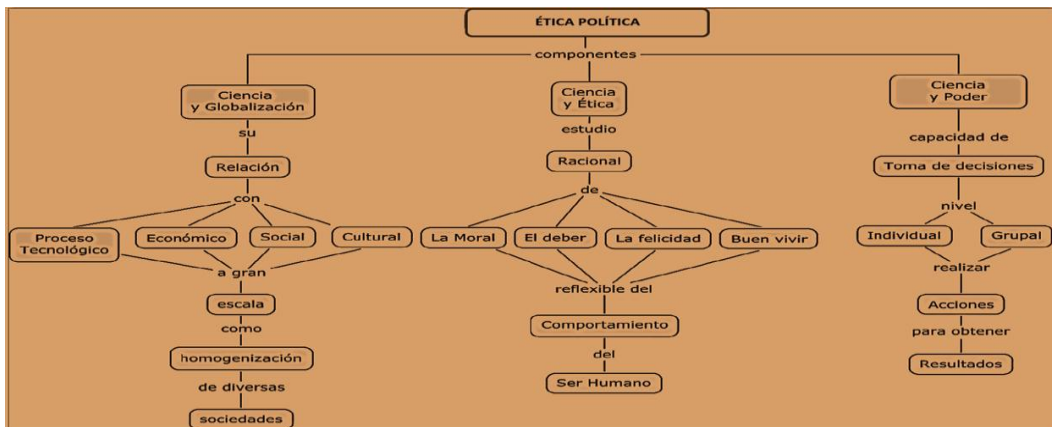 ÉTICA POLÍTICA
componentes
Ciencia
y Globalización
su
Relación
con
Proceso
Tecnológico
Económico
Social
Cultural
a gran
escala
como
homogenización
de diversas
sociedades
Ciencia
y Ética
estudio
Racional
de
La Moral
El deber
La felicidad
Buen vivir
reflexible del
Comportamiento
del
Ser Humano
Ciencia
y Poder
capacidad de
Toma de decisiones
nivel
Individual
Grupal
realizar
Acciones
para obtener
Resultados